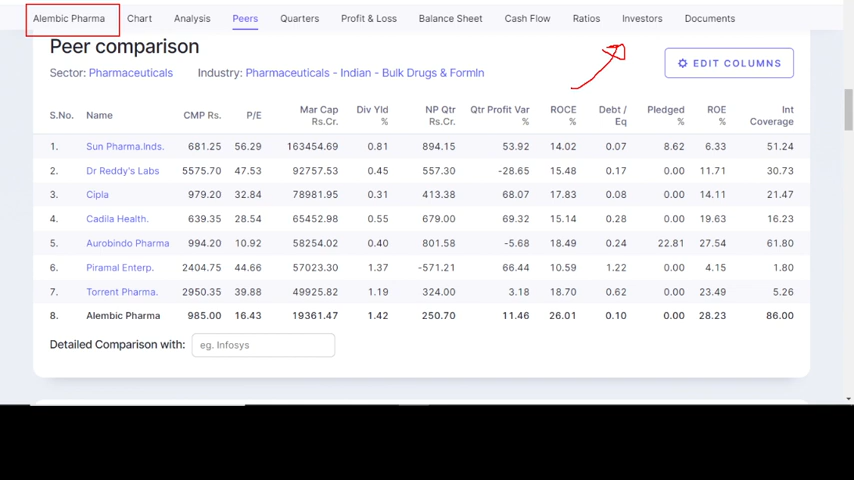 Alembic Pharma Chart Analysis Peers Quarters Profit & Loss Balance Sheet Cash Flow Ratios Investors Documents
Peer comparison
Sector: Pharmaceuticals Industry: Pharmaceuticals - Indian - Bulk Drugs & Formln
EDIT COLUMNS
S.No. Name CMP Rs. P/E Mar Cap Rs.Cr. Div Yld % NP Qtr Rs.Cr. Qtr Profit Var % ROCE % Debt / Eq Pledged % ROE % Int Coverage
1. Sun Pharma.Inds. 681.25 56.29 163454.69 0.81 894.15 53.92 14.02 0.07 8.62 6.33 51.24
2. Dr Reddy's Labs 5575.70 47.53 92757.53 0.45 557.30 -28.65 15.48 0.17 0.00 11.71 30.73
3. Cipla 979.20 32.84 78981.95 0.31 413.38 68.07 17.83 0.08 0.00 14.11 21.47
4. Cadila Health. 639.35 28.54 65452.98 0.55 679.00 69.32 15.14 0.28 0.00 19.63 16.23
5. Aurobindo Pharma 994.20 10.92 58254.02 0.40 801.58 -5.68 18.49 0.24 22.81 27.54 61.80
6. Piramal Enterp. 2404.75 44.66 57023.30 1.37 -571.21 66.44 10.59 1.22 0.00 4.15 1.80
7. Torrent Pharma. 2950.35 39.88 49925.82 1.19 324.00 3.18 18.70 0.62 0.00 23.49 5.26
8. Alembic Pharma 985.00 16.43 19361.47 1.42 250.70 11.46 26.01 0.10 0.00 28.23 86.00
Detailed Comparison with: eg. Infosys